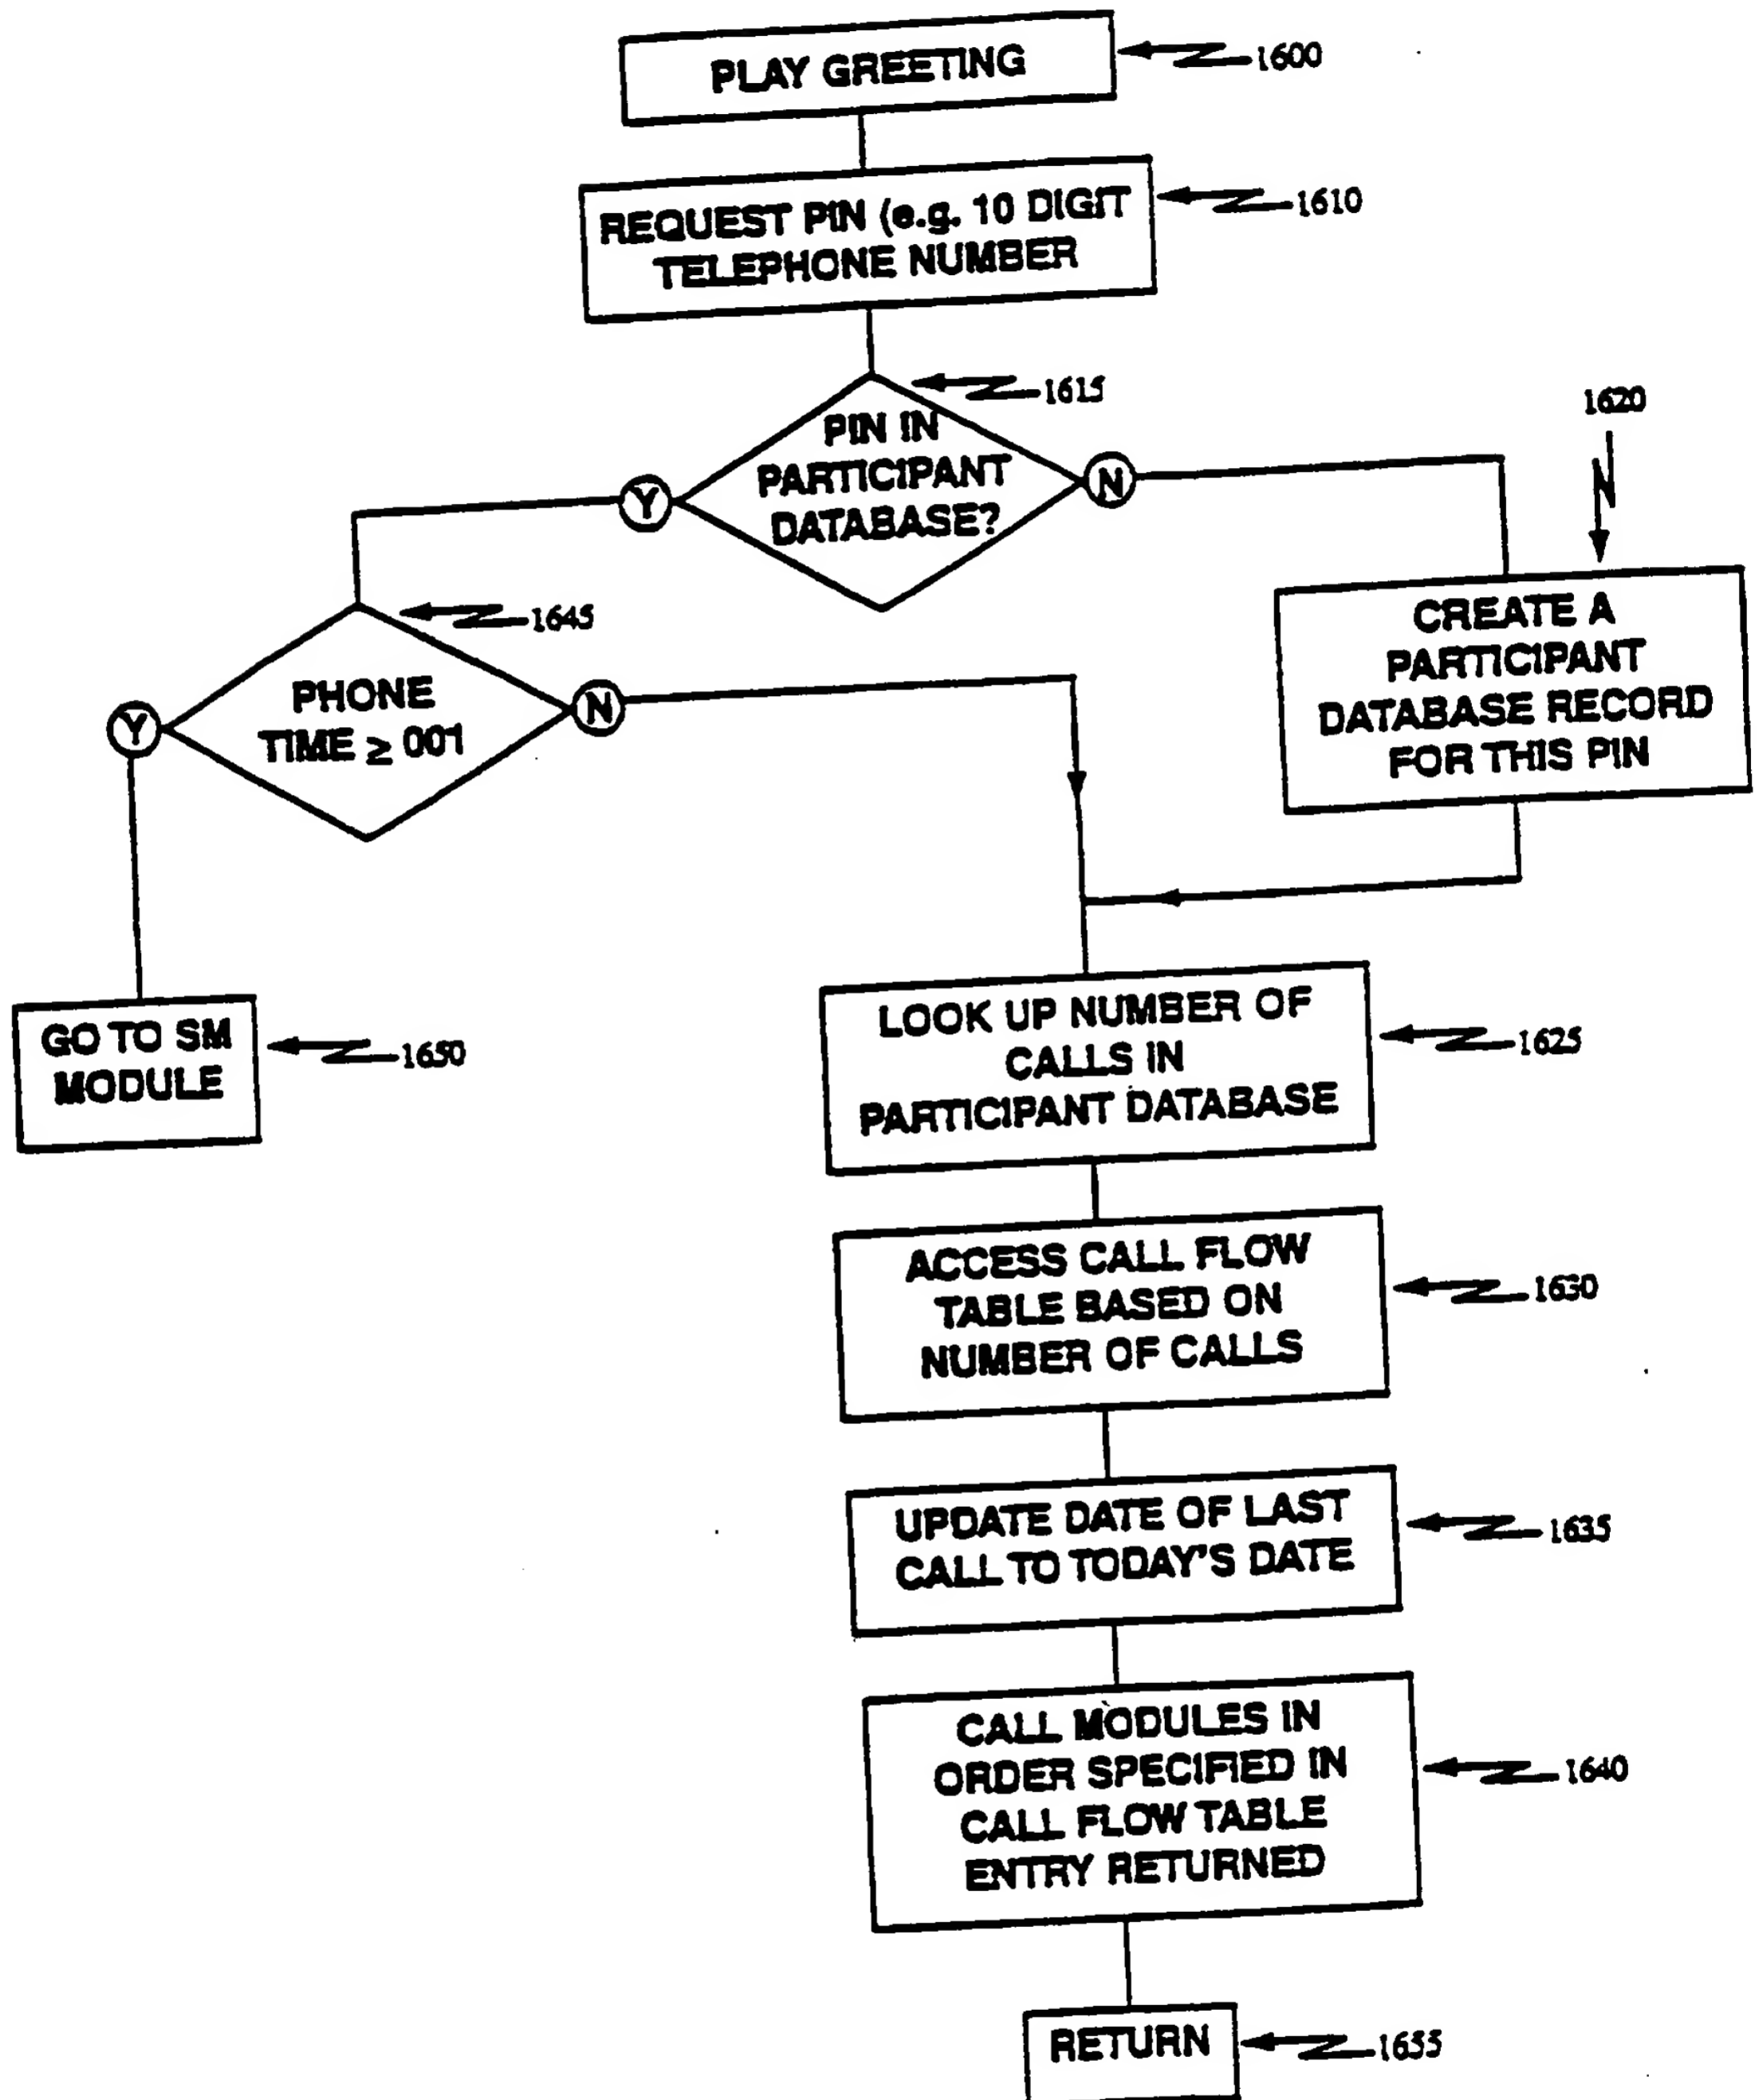 PLAY GREETING
1600
REQUEST PIN (e.g. 10 DIGIT
TELEPHONE NUMBER
1610
1615
PIN IN
PARTICIPANT
DATABASE?
Y
N
1620
CREATE A
PARTICIPANT
DATABASE RECORD
FOR THIS PIN
1645
PHONE
TIME ≥ 001
Y
N
GO TO SM
MODULE
1650
LOOK UP NUMBER OF
CALLS IN
PARTICIPANT DATABASE
1625
ACCESS CALL FLOW
TABLE BASED ON
NUMBER OF CALLS
1630
UPDATE DATE OF LAST
CALL TO TODAY'S DATE
1635
CALL MODULES IN
ORDER SPECIFIED IN
CALL FLOW TABLE
ENTRY RETURNED
1640
RETURN
1655